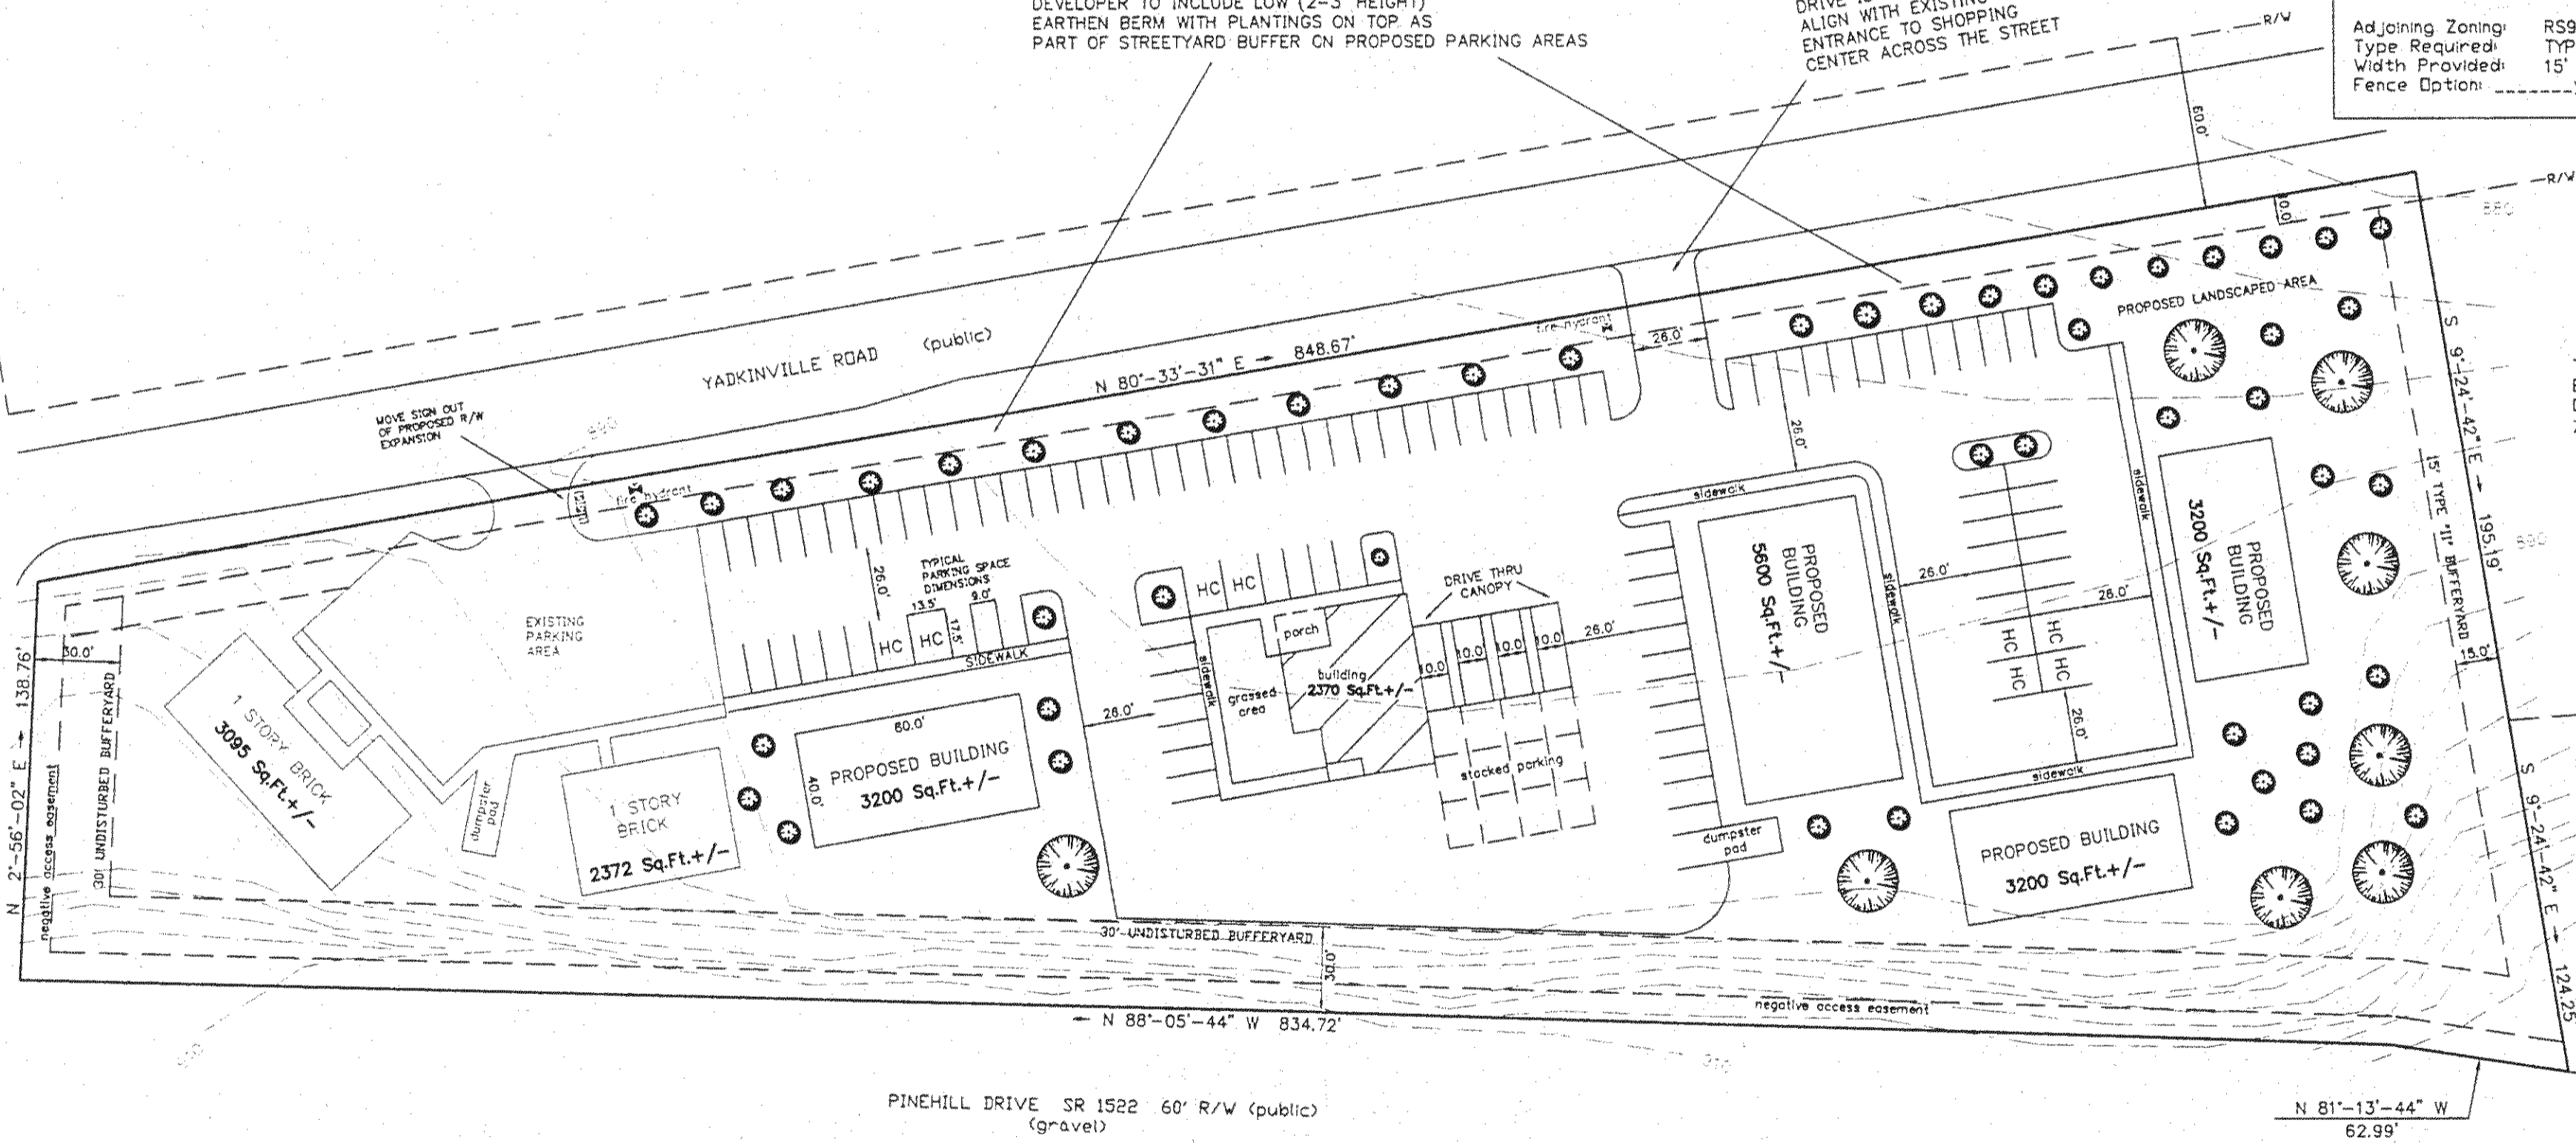 DEVELOPER TO INCLUDE LOW (2-3' HEIGHT)
EARTHEN BERM WITH PLANTINGS ON TOP AS
PART OF STREETYARD BUFFER ON PROPOSED PARKING AREAS
ALIGN WITH EXISTING
ENTRANCE TO SHOPPING
CENTER ACROSS THE STREET
R/W
Adjoining Zoning: RS9
Type Required: TYP
Width Provided: 15'
Fence Option:
60.0'
R/W
880
10.0'
YADKINVILLE ROAD (public)
N 80°-33'-31" E 848.67'
fire hydrant
26.0'
PROPOSED LANDSCAPED AREA
S 9°-24'-42" E 195.19'
MOVE SIGN OUT
OF PROPOSED R/W
EXPANSION
890
fire hydrant
26.0'
TYPICAL
PARKING SPACE
DIMENSIONS
13.5'
9.0'
17.5'
26.0'
HC
HC
SIDEWALK
EXISTING
PARKING
AREA
HC
HC
porch
building
2370 Sq.Ft.+/-
grassed
area
sidewalk
DRIVE THRU
CANOPY
10.0
10.0
10.0
10.0
26.0'
stacked parking
26.0'
sidewalk
PROPOSED
BUILDING
5600 Sq.Ft.+/-
sidewalk
26.0'
26.0'
HC
HC
HC
HC
26.0'
sidewalk
sidewalk
PROPOSED
BUILDING
3200 Sq.Ft.+/-
15' TYPE "II" BUFFERYARD
15.0'
890
N 2°-56'-02" E 138.76'
30.0'
30' UNDISTURBED BUFFERYARD
negative access easement
1 STORY BRICK
3095 Sq.Ft.+/-
dumpster
pad
1 STORY
BRICK
2372 Sq.Ft.+/-
60.0'
40.0'
PROPOSED BUILDING
3200 Sq.Ft.+/-
dumpster
pad
PROPOSED BUILDING
3200 Sq.Ft.+/-
S 9°-24'-42" E 124.25
30' UNDISTURBED BUFFERYARD
30.0'
negative access easement
N 88°-05'-44" W 834.72'
PINEHILL DRIVE SR 1522 60' R/W (public)
(gravel)
N 81°-13'-44" W
62.99'